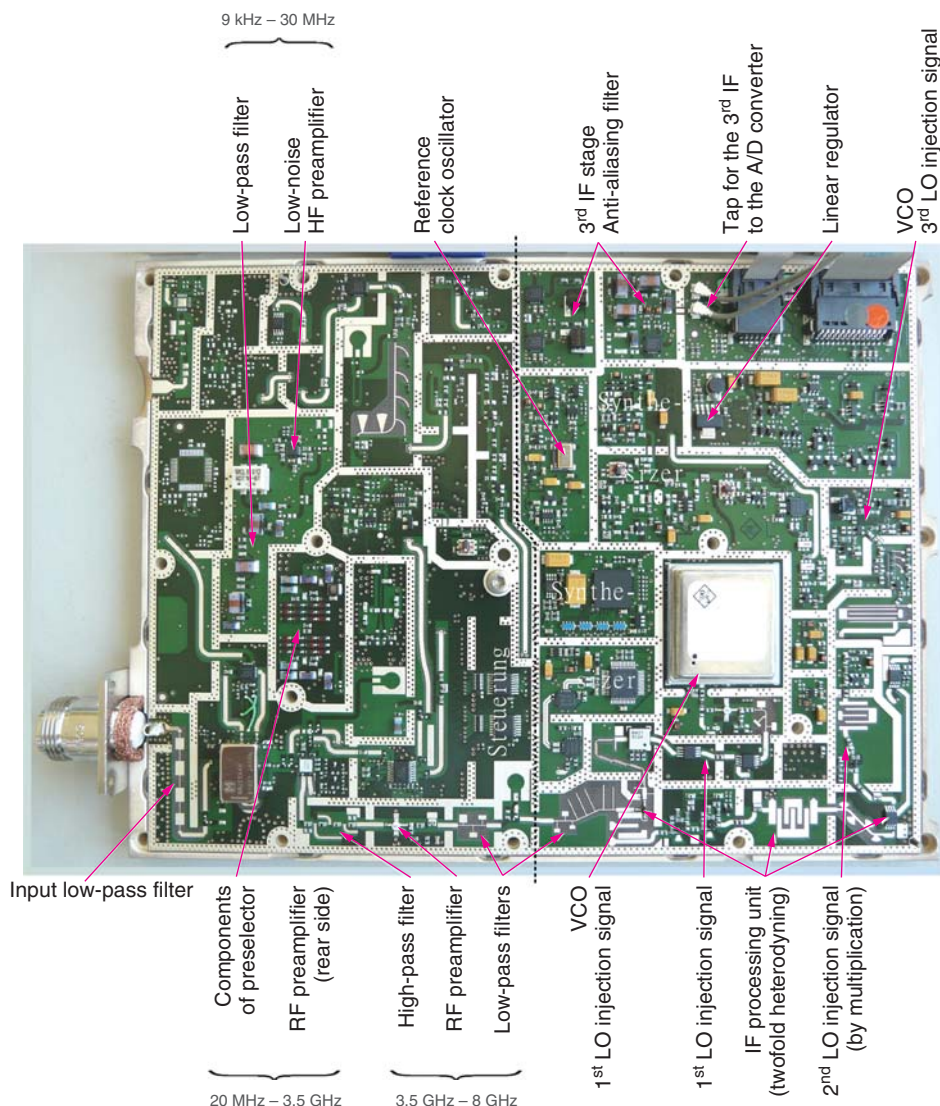 9 kHz – 30 MHz
Low-pass filter
Low-noise
HF preamplifier
Reference
clock oscillator
3rd IF stage
Anti-aliasing filter
Tap for the 3rd IF
to the A/D converter
Linear regulator
VCO
3rd LO injection signal
Synthe-
sizer
Synthe-
sizer
Steuerung
Input low-pass filter
Components
of preselector
RF preamplifier
(rear side)
High-pass filter
RF preamplifier
Low-pass filters
VCO
1st LO injection signal
1st LO injection signal
IF processing unit
(twofold heterodyning)
2nd LO injection signal
(by multiplication)
20 MHz – 3.5 GHz
3.5 GHz – 8 GHz